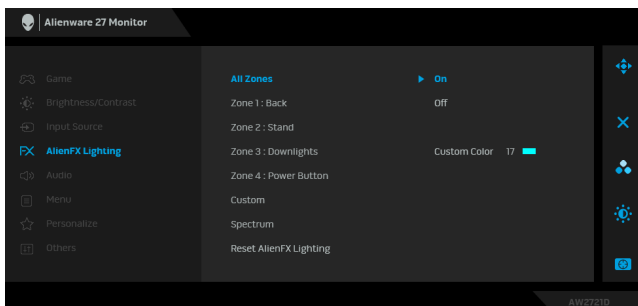 Alienware 27 Monitor
Game
Brightness/Contrast
Input Source
FX AlienFX Lighting
Audio
Menu
Personalize
Others
All Zones On
Zone 1 : Back Off
Zone 2 : Stand
Zone 3 : Downlights Custom Color 17
Zone 4 : Power Button
Custom
Spectrum
Reset AlienFX Lighting
AW2721D